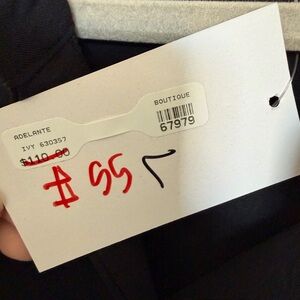 ADELANTE
IVY 630357
$110.00
BOUTIQUE
67979
$55